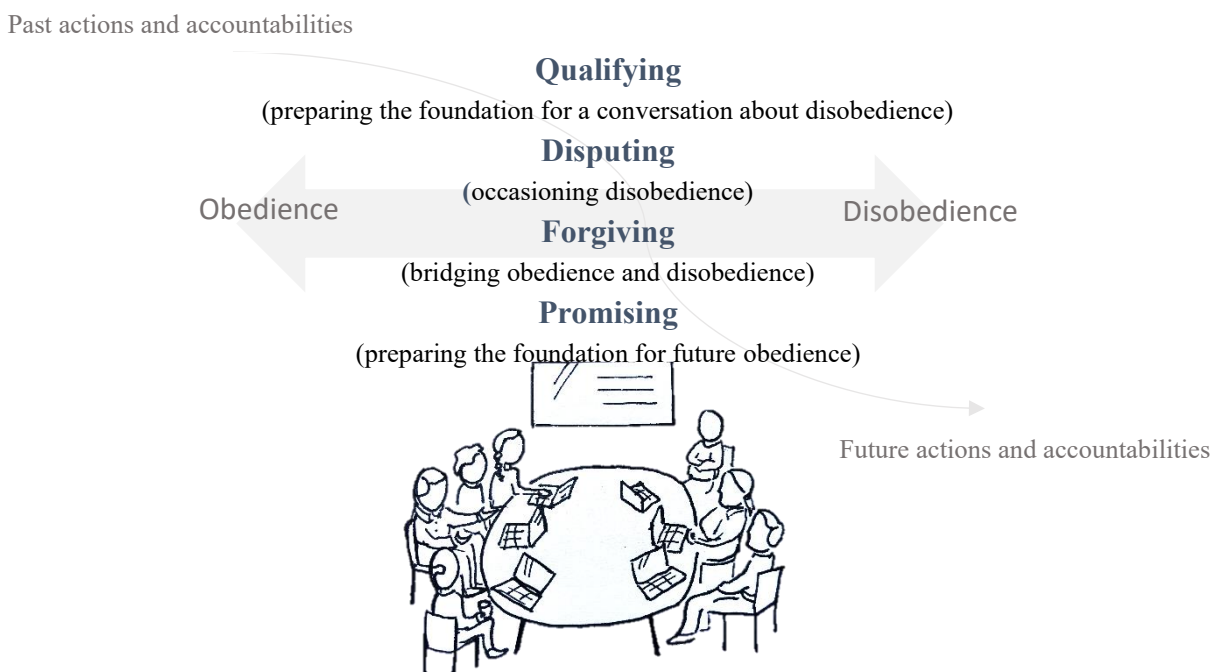 Past actions and accountabilities
Qualifying
(preparing the foundation for a conversation about disobedience)
Disputing
(occasioning disobedience)
Obedience
Disobedience
Forgiving
(bridging obedience and disobedience)
Promising
(preparing the foundation for future obedience)
Future actions and accountabilities